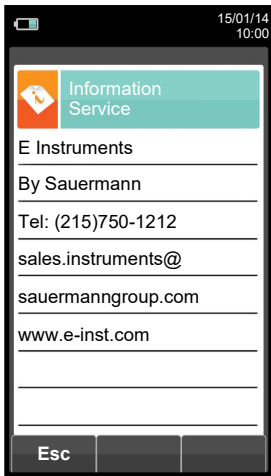 15/01/14
10:00
Information
Service
E Instruments
By Sauermann
Tel: (215)750-1212
sales.instruments@
sauermanngroup.com
www.e-inst.com
Esc